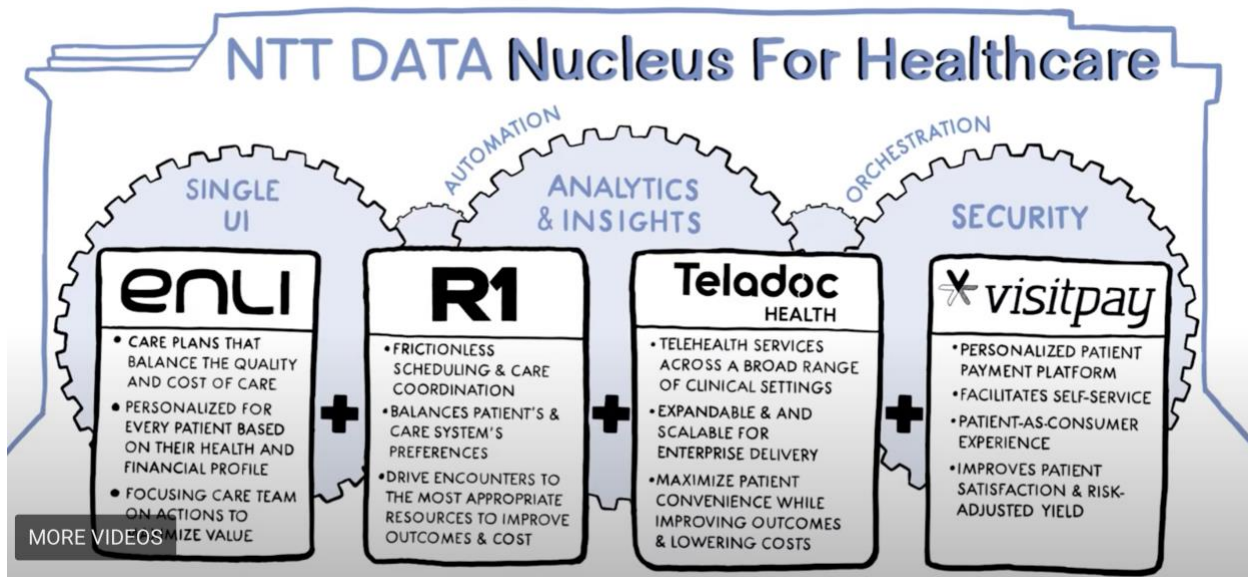 NTT DATA Nucleus For Healthcare
AUTOMATION
ORCHESTRATION
SINGLE
UI
ANALYTICS
& INSIGHTS
SECURITY
enli
• CARE PLANS THAT
BALANCE THE QUALITY
AND COST OF CARE
• PERSONALIZED FOR
EVERY PATIENT BASED
ON THEIR HEALTH AND
FINANCIAL PROFILE
• FOCUSING CARE TEAM
ON ACTIONS TO
VALUE
+
R1
• FRICTIONLESS
SCHEDULING & CARE
COORDINATION
• BALANCES PATIENT'S &
CARE SYSTEM'S
PREFERENCES
• DRIVE ENCOUNTERS TO
THE MOST APPROPRIATE
RESOURCES TO IMPROVE
OUTCOMES & COST
+
Teladoc
HEALTH
• TELEHEALTH SERVICES
ACROSS A BROAD RANGE
OF CLINICAL SETTINGS
• EXPANDABLE & AND
SCALABLE FOR
ENTERPRISE DELIVERY
• MAXIMIZE PATIENT
CONVENIENCE WHILE
IMPROVING OUTCOMES
& LOWERING COSTS
+
visitpay
• PERSONALIZED PATIENT
PAYMENT PLATFORM
• FACILITATES SELF-SERVICE
• PATIENT-AS-CONSUMER
EXPERIENCE
• IMPROVES PATIENT
SATISFACTION & RISK-
ADJUSTED YIELD
MORE VIDEOS